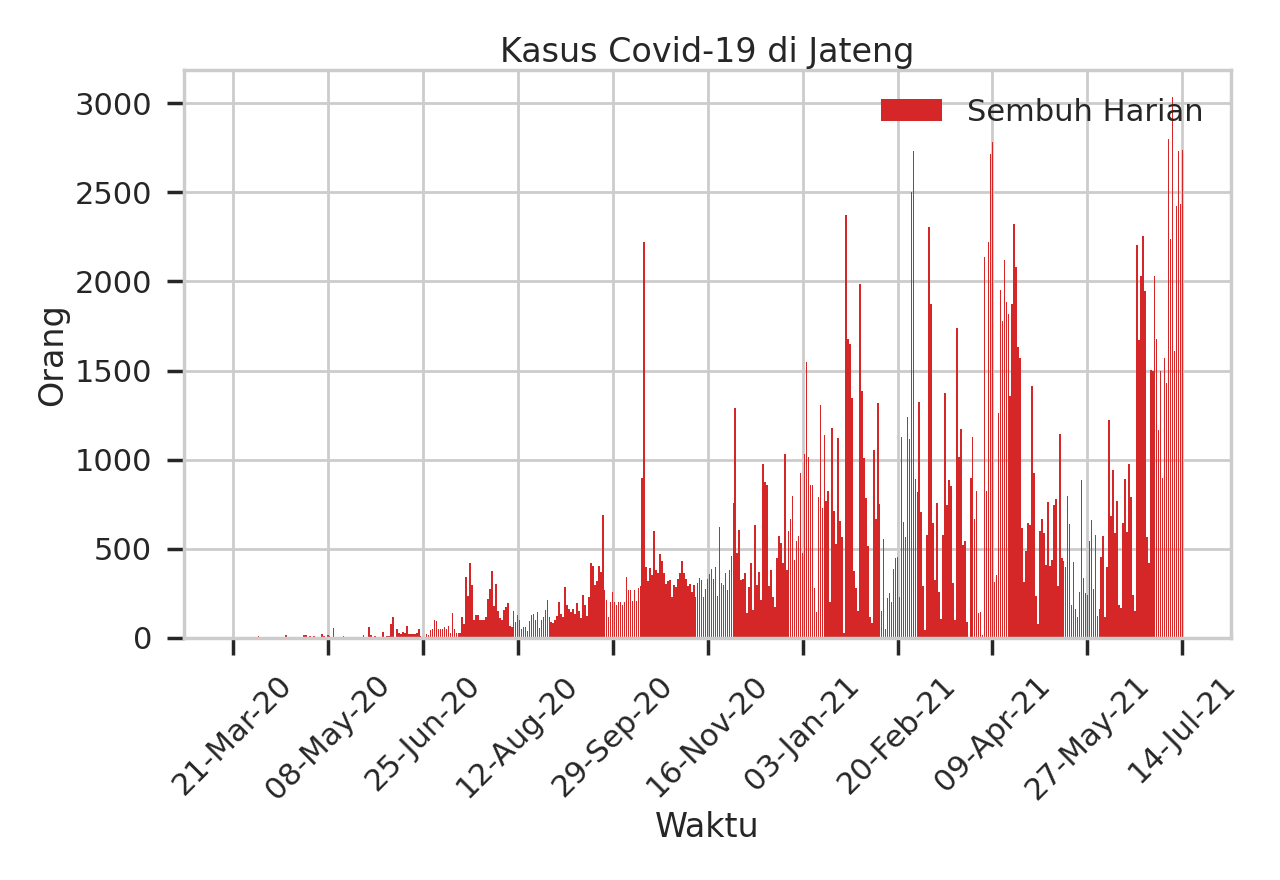 Kasus Covid-19 di Jateng
Sembuh Harian
Orang
3000
2500
2000
1500
1000
500
0
21-Mar-20
08-May-20
25-Jun-20
12-Aug-20
29-Sep-20
16-Nov-20
03-Jan-21
20-Feb-21
09-Apr-21
27-May-21
14-Jul-21
Waktu